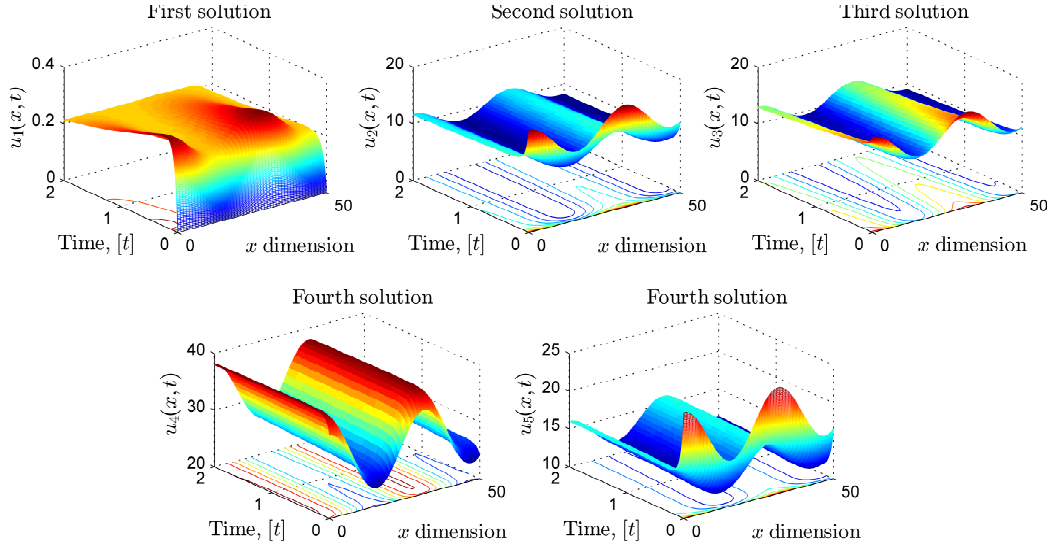 First solution
0.4
0.2
0
u1(x, t)
2
1
0
Time, [t]
0
50
x dimension
Second solution
20
10
0
u2(x, t)
2
1
0
Time, [t]
0
50
x dimension
Third solution
20
10
0
u3(x, t)
2
1
0
Time, [t]
0
50
x dimension
Fourth solution
40
30
20
u4(x, t)
2
1
0
Time, [t]
0
50
x dimension
Fourth solution
25
20
15
10
u5(x, t)
2
1
0
Time, [t]
0
50
x dimension